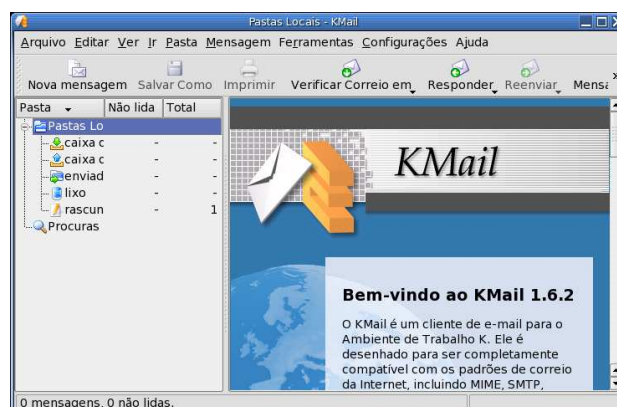 Pastas Locais - KMail
Arquivo Editar Ver Ir Pasta Mensagem Ferramentas Configurações Ajuda
Nova mensagem Salvar Como Imprimir Verificar Correio em Responder Reenviar Mensa »
Pasta Não lida Total
Pastas Lo
caixa c - -
caixa c - -
enviad - -
lixo - -
rascun - 1
Procuras
KMail
Bem-vindo ao KMail 1.6.2
O KMail é um cliente de e-mail para o
Ambiente de Trabalho K. Ele é
desenhado para ser completamente
compatível com os padrões de correio
da Internet, incluindo MIME, SMTP,
0 mensagens, 0 não lidas.